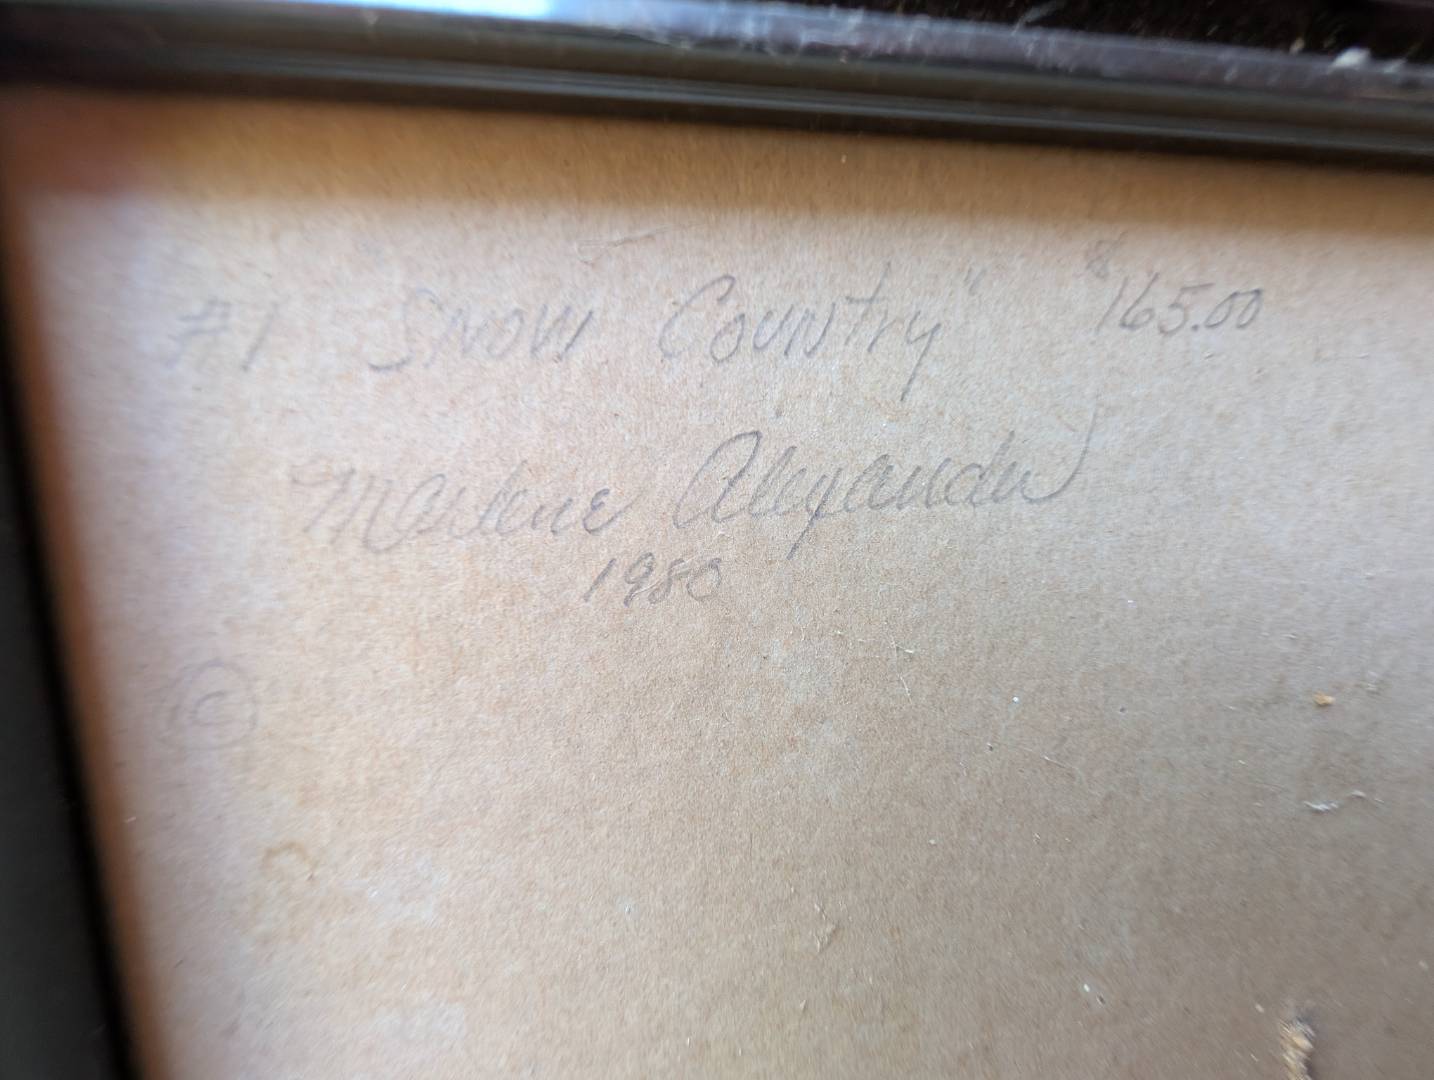 #1 "Snow Country" $165.00
Marlene Alexander
1980
©